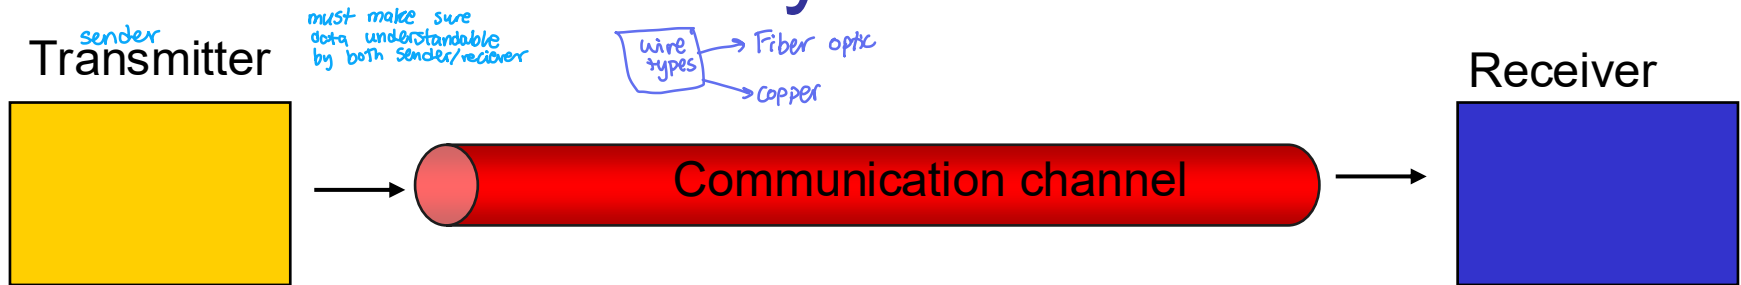 y
sender
Transmitter
must make sure
data understandable
by both sender/reciever
wire
types
Fiber optic
copper
Receiver
Communication channel